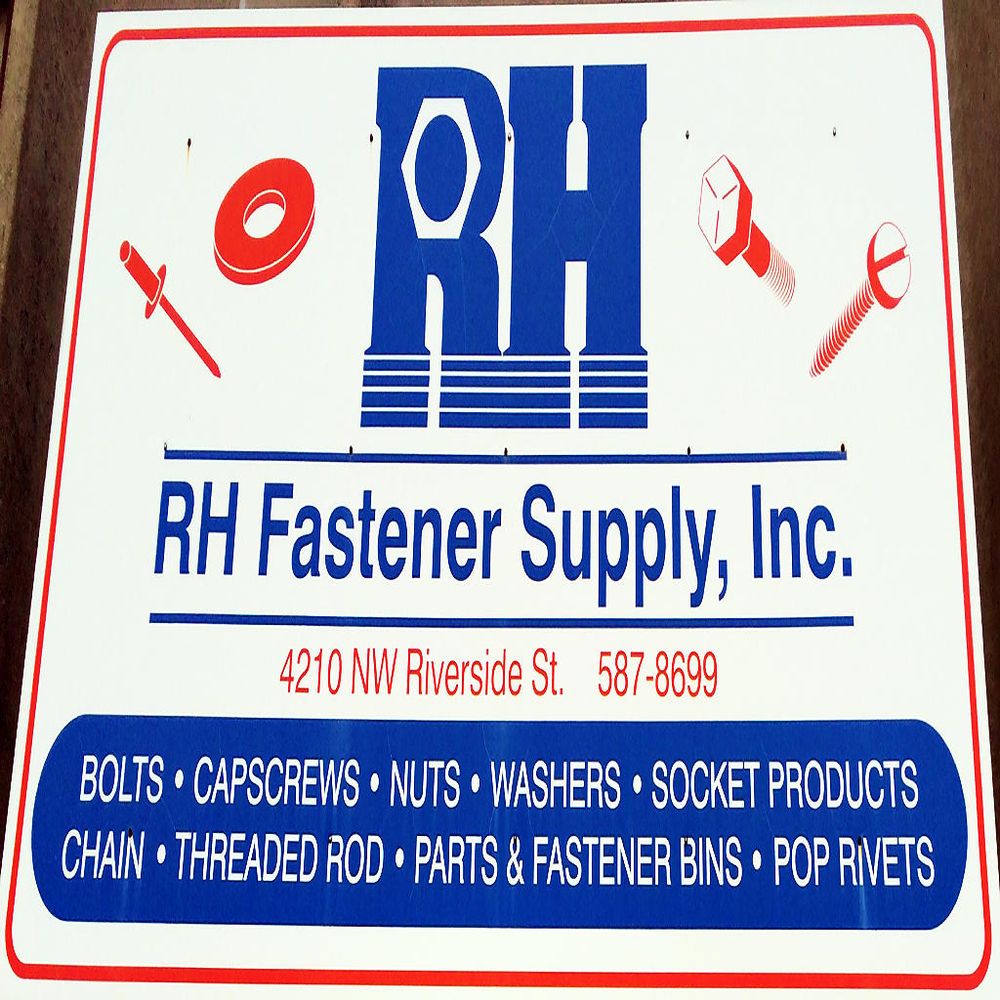 RH
RH Fastener Supply, Inc.
4210 NW Riverside St. 587-8699
BOLTS • CAPSCREWS • NUTS • WASHERS • SOCKET PRODUCTS
CHAIN • THREADED ROD • PARTS & FASTENER BINS • POP RIVETS